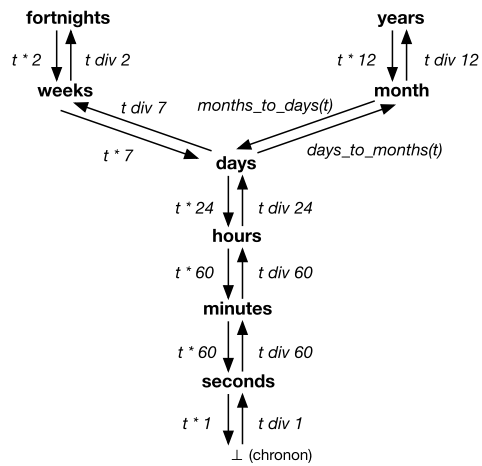 fortnights years
t * 2 t div 2 t * 12 t div 12
weeks month
t div 7 months_to_days(t)
t * 7 days_to_months(t)
days
t * 24 t div 24
hours
t * 60 t div 60
minutes
t * 60 t div 60
seconds
t * 1 t div 1
⊥ (chronon)